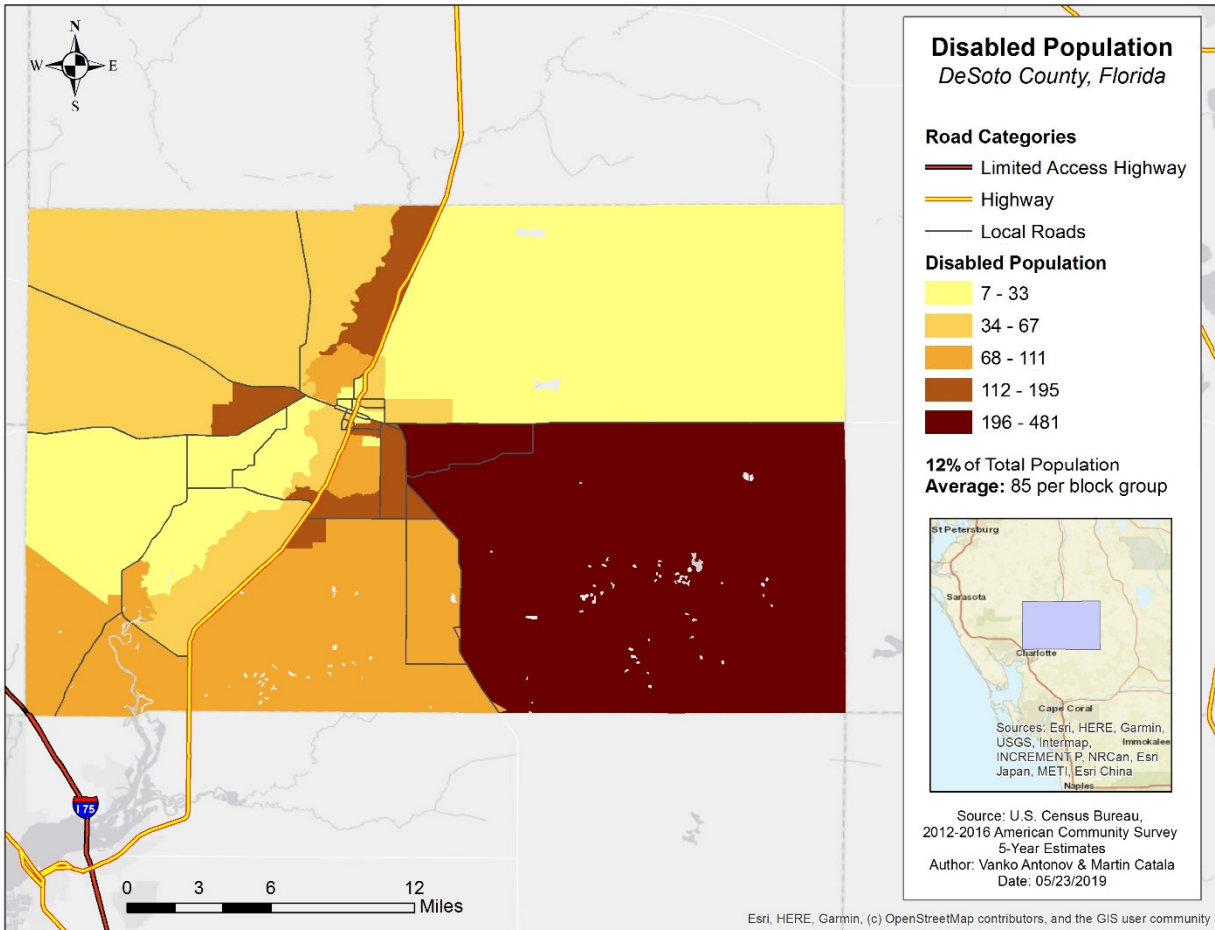 N
W
E
S
Disabled Population
DeSoto County, Florida
Road Categories
Limited Access Highway
Highway
Local Roads
Disabled Population
7 - 33
34 - 67
68 - 111
112 - 195
196 - 481
12% of Total Population
Average: 85 per block group
St Petersburg
Sarasota
Charlotte
Cape Coral
Sources: Esri, HERE, Garmin,
USGS, Intermap,
Immokalee
INCREMENT P, NRCan, Esri
Japan, METI, Esri China
Naples
I 75
Source: U.S. Census Bureau,
2012-2016 American Community Survey
5-Year Estimates
Author: Vanko Antonov & Martin Catala
Date: 05/23/2019
0 3 6 12
Miles
Esri, HERE, Garmin, (c) OpenStreetMap contributors, and the GIS user community